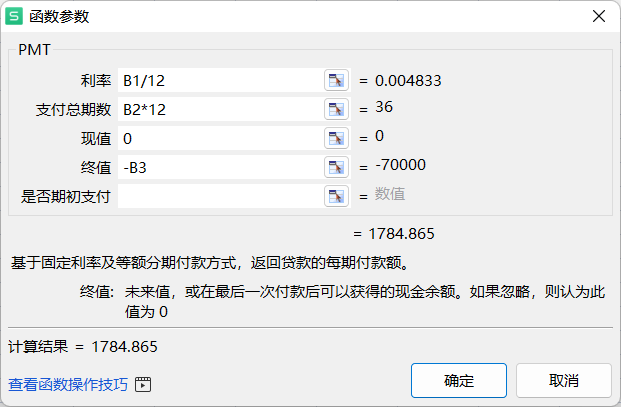 函数参数
PMT
利率 B1/12 = 0.004833
支付总期数 B2*12 = 36
现值 0 = 0
终值 -B3 = -70000
是否期初支付 = 数值
= 1784.865
基于固定利率及等额分期付款方式，返回贷款的每期付款额。
终值: 未来值，或在最后一次付款后可以获得的现金余额。如果忽略，则认为此
值为 0
计算结果 = 1784.865
查看函数操作技巧
确定 取消